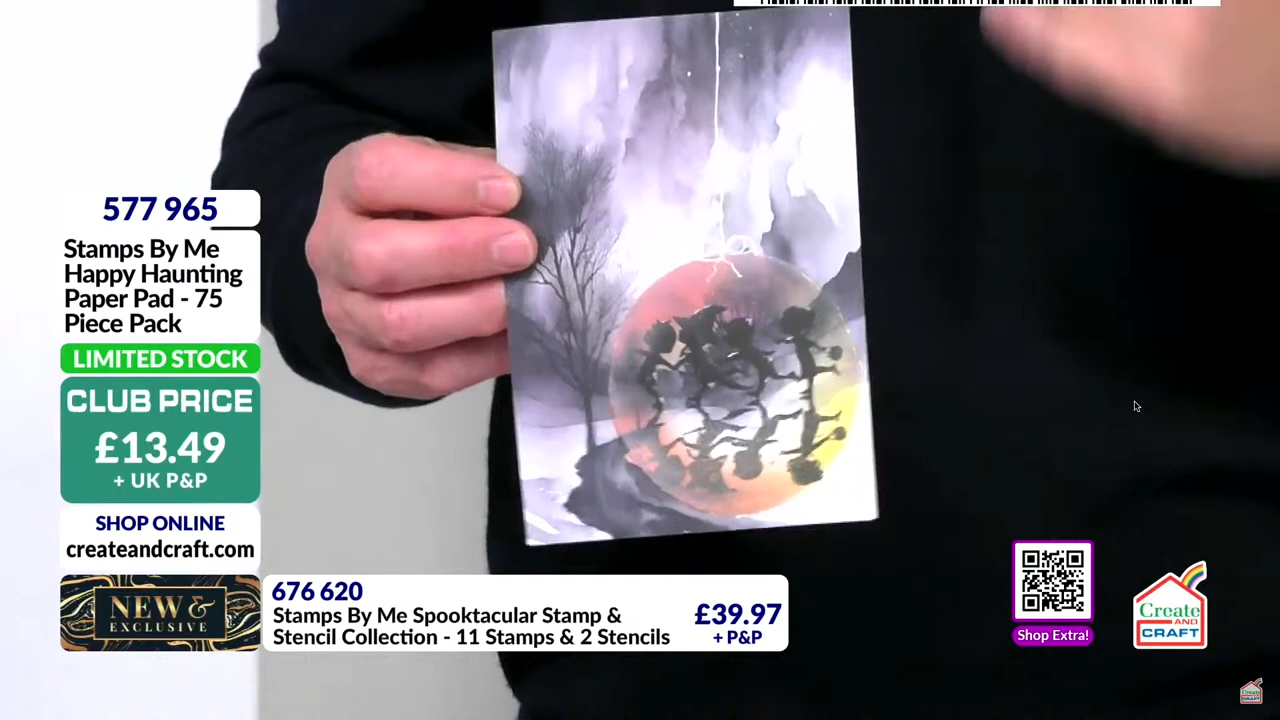 577 965
Stamps By Me
Happy Haunting
Paper Pad - 75
Piece Pack
LIMITED STOCK
CLUB PRICE
£13.49
+ UK P&P
SHOP ONLINE
createandcraft.com
NEW &
EXCLUSIVE
676 620
Stamps By Me Spooktacular Stamp &
Stencil Collection - 11 Stamps & 2 Stencils
£39.97
+ P&P
Shop Extra!
Create
AND
CRAFT
Create
CRAFT